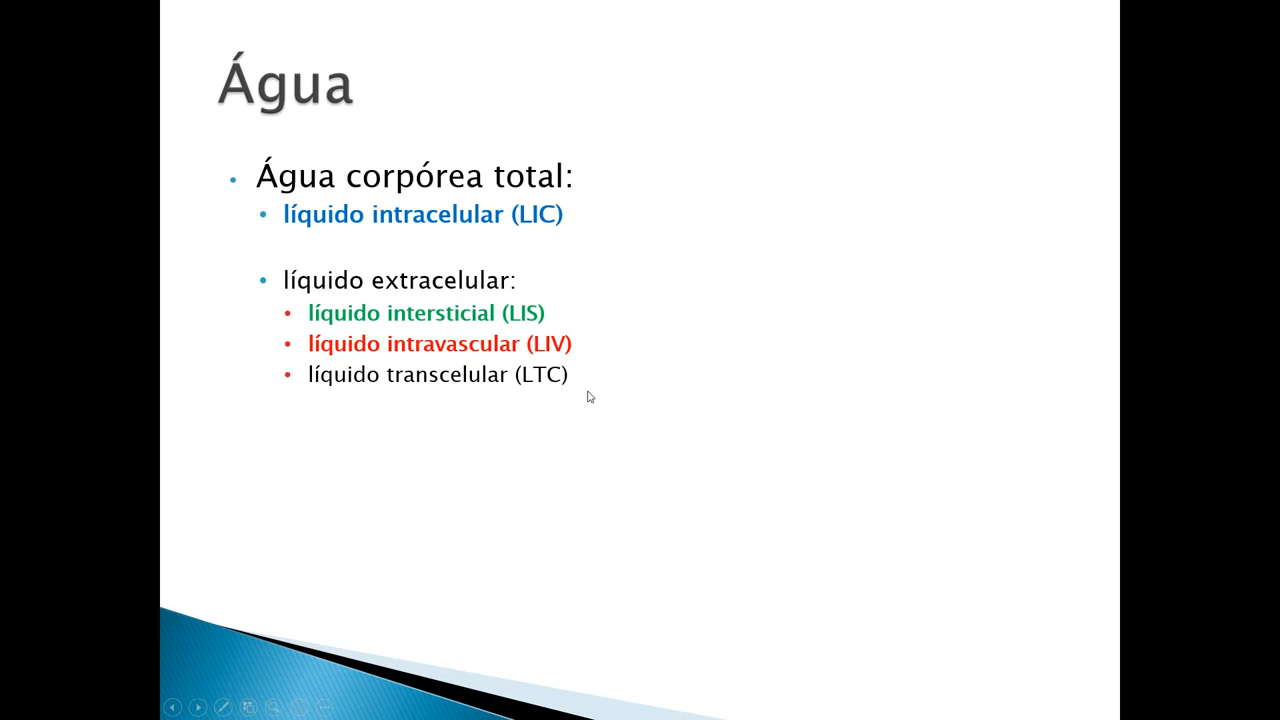 Água
• Água corpórea total:
• líquido intracelular (LIC)
• líquido extracelular:
• líquido intersticial (LIS)
• líquido intravascular (LIV)
• líquido transcelular (LTC)